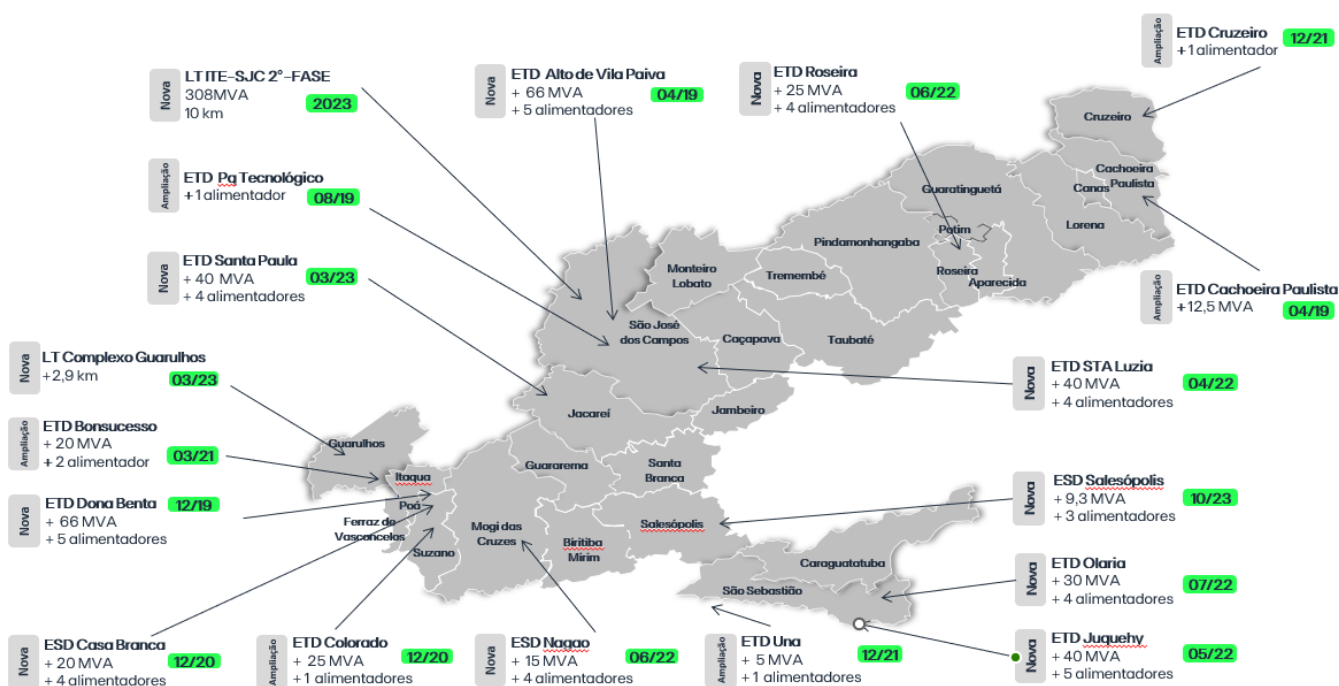 Ampliação
ETD Cruzeiro
12/21
+1 alimentador
Nova
LT ITE-SJC 2°-FASE
308MVA
10 km
2023
Nova
ETD Alto de Vila Paiva
+ 66 MVA
+ 5 alimentadores
04/19
Nova
ETD Roseira
+ 25 MVA
+ 4 alimentadores
06/22
Ampliação
ETD Pq Tecnológico
+1 alimentador
08/19
Nova
ETD Santa Paula
+ 40 MVA
+ 4 alimentadores
03/23
Ampliação
ETD Cachoeira Paulista
+12,5 MVA
04/19
Nova
LT Complexo Guarulhos
+2,9 km
03/23
Nova
ETD STA Luzia
+ 40 MVA
+ 4 alimentadores
04/22
Ampliação
ETD Bonsucesso
+ 20 MVA
+ 2 alimentador
03/21
Nova
ETD Dona Benta
12/19
+ 66 MVA
+ 5 alimentadores
Nova
ESD Salesópolis
+ 9,3 MVA
+ 3 alimentadores
10/23
Nova
ETD Olaria
+ 30 MVA
+ 4 alimentadores
07/22
Nova
ESD Casa Branca
+ 20 MVA
+ 4 alimentadores
12/20
Ampliação
ETD Colorado
+ 25 MVA
+ 1 alimentadores
12/20
Nova
ESD Nagao
+ 15 MVA
+ 4 alimentadores
06/22
Ampliação
ETD Una
+ 5 MVA
+ 1 alimentadores
12/21
Nova
ETD Juquehy
+ 40 MVA
+ 5 alimentadores
05/22
Cruzeiro
Cachoeira
Paulista
Canas
Lorena
Guaratinguetá
Potim
Pindamonhangaba
Roseira
Aparecida
Monteiro
Lobato
Tremembé
São José
dos Campos
Caçapava
Taubaté
Jacareí
Jambeiro
Guarulhos
Guararema
Santa
Branca
Itaqua
Poá
Ferraz de
Vasconcelos
Suzano
Mogi das
Cruzes
Biritiba
Mirim
Salesópolis
Caraguatatuba
São Sebastião